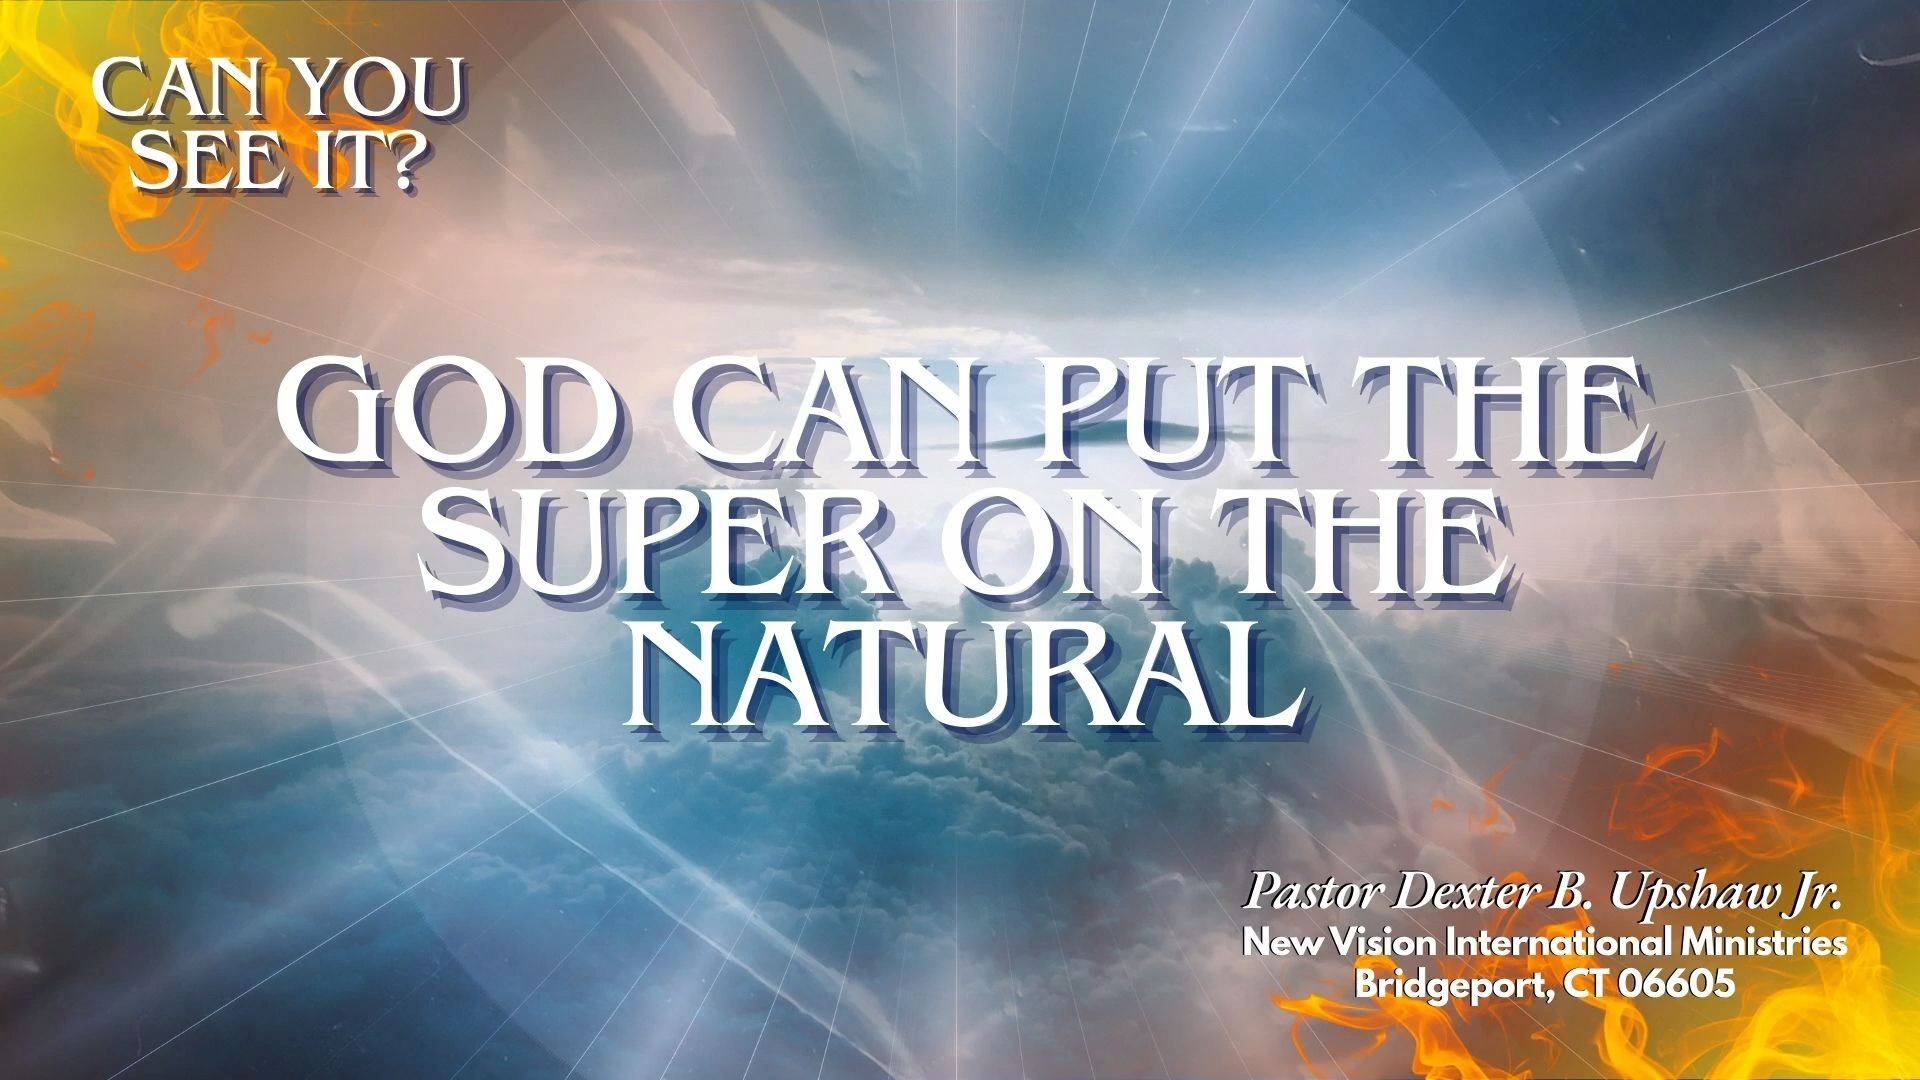 CAN YOU
SEE IT?
GOD CAN PUT THE
SUPER ON THE
NATURAL
Pastor Dexter B. Upshaw Jr.
New Vision International Ministries
Bridgeport, CT 06605